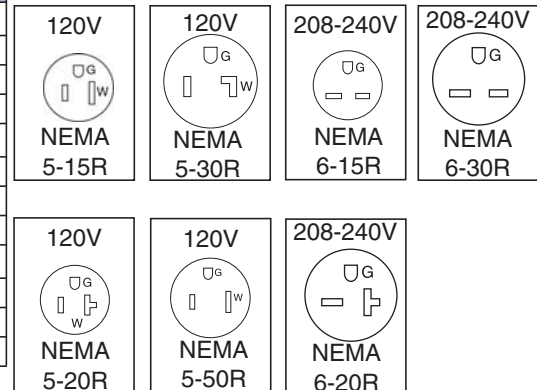 120V
G
W
NEMA
5-15R
120V
G
W
NEMA
5-30R
208-240V
G
NEMA
6-15R
208-240V
G
NEMA
6-30R
120V
G
W
NEMA
5-20R
120V
G
W
NEMA
5-50R
208-240V
G
NEMA
6-20R